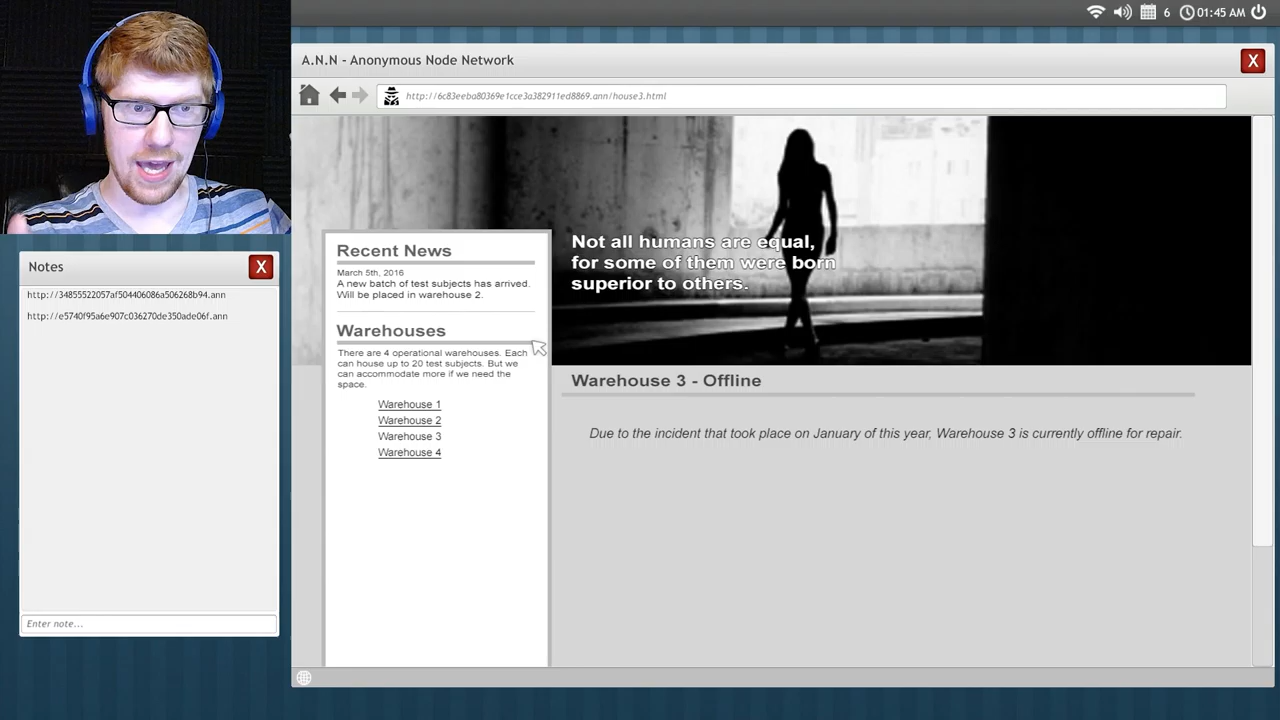 6 01:45 AM
A.N.N - Anonymous Node Network
X
http://6c83eeba80369e1cce3a382911ed8869.ann/house3.html
Not all humans are equal,
for some of them were born
superior to others.
Notes
X
http://34855522057af504406086a506268b94.ann
http://e5740f95a6e907c036270de350ade06f.ann
Enter note...
Recent News
March 5th, 2016
A new batch of test subjects has arrived.
Will be placed in warehouse 2.
Warehouses
There are 4 operational warehouses. Each
can house up to 20 test subjects. But we
can accommodate more if we need the
space.
Warehouse 1
Warehouse 2
Warehouse 3
Warehouse 4
Warehouse 3 - Offline
Due to the incident that took place on January of this year, Warehouse 3 is currently offline for repair.